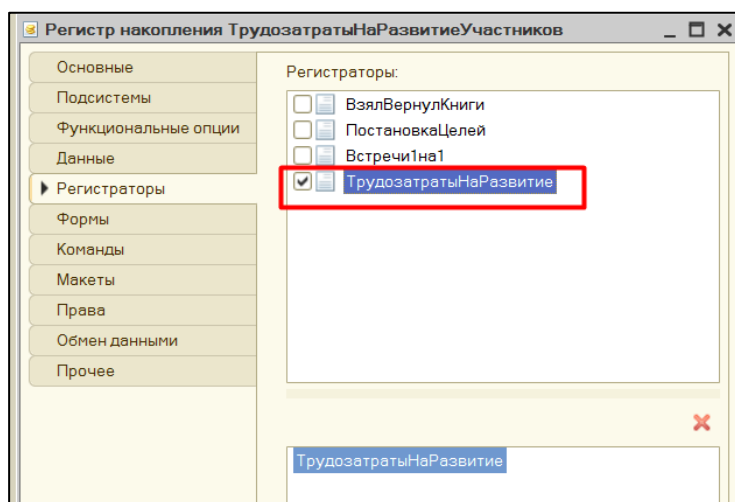 Регистр накопления ТрудозатратыНаРазвитиеУчастников
Основные
Подсистемы
Функциональные опции
Данные
Регистраторы
Формы
Команды
Макеты
Права
Обмен данными
Прочее
Регистраторы:
ВзялВернулКниги
ПостановкаЦелей
Встречи1на1
ТрудозатратыНаРазвитие
ТрудозатратыНаРазвитие